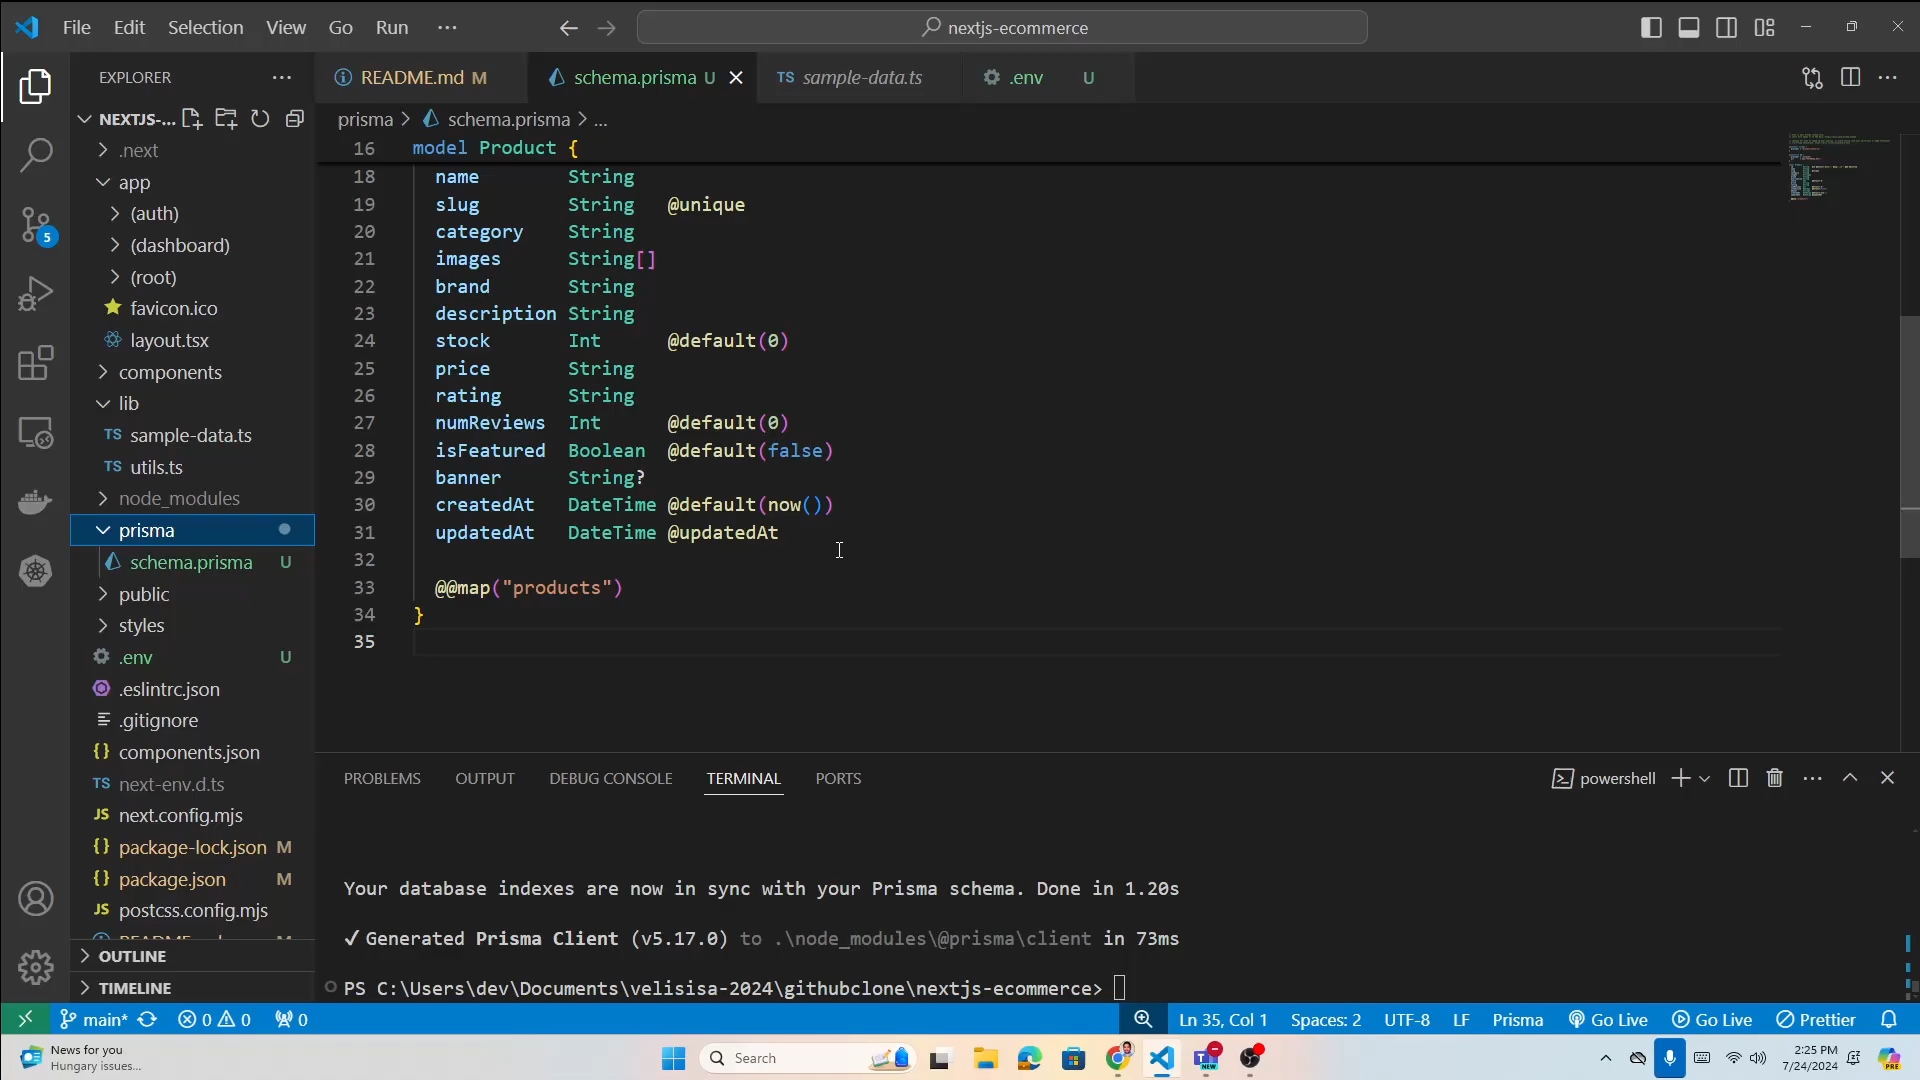 File Edit Selection View Go Run ···
nextjs-ecommerce
EXPLORER ···
README.md M
schema.prisma U
TS sample-data.ts
.env U
NEXTJS-...
prisma > schema.prisma > ...
.next
app
(auth)
(dashboard)
(root)
favicon.ico
layout.tsx
components
lib
TS sample-data.ts
TS utils.ts
node_modules
prisma
schema.prisma U
public
styles
.env U
.eslintrc.json
.gitignore
{} components.json
TS next-env.d.ts
JS next.config.mjs
{} package-lock.json M
{} package.json M
JS postcss.config.mjs
OUTLINE
TIMELINE
16 model Product {
18 name String
19 slug String @unique
20 category String
21 images String[]
22 brand String
23 description String
24 stock Int @default(0)
25 price String
26 rating String
27 numReviews Int @default(0)
28 isFeatured Boolean @default(false)
29 banner String?
30 createdAt DateTime @default(now())
31 updatedAt DateTime @updatedAt
32
33 @@map("products")
34 }
35
PROBLEMS OUTPUT DEBUG CONSOLE TERMINAL PORTS
powershell
Your database indexes are now in sync with your Prisma schema. Done in 1.20s
✓ Generated Prisma Client (v5.17.0) to .\node_modules\@prisma\client in 73ms
PS C:\Users\dev\Documents\velisisa-2024\githubclone\nextjs-ecommerce>
5
main* 0 0 0
Ln 35, Col 1 Spaces: 2 UTF-8 LF Prisma Go Live Go Live Prettier
News for you
Hungary issues...
Search
NEW
2:25 PM
7/24/2024
PRE